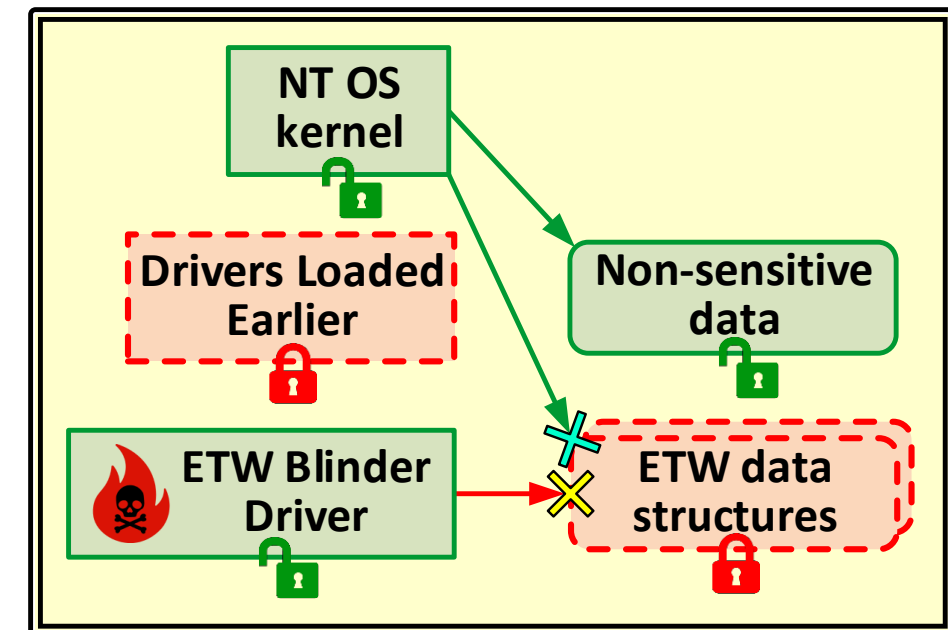 NT OS
kernel
Drivers Loaded
Earlier
Non-sensitive
data
ETW Blinder
Driver
ETW data
structures